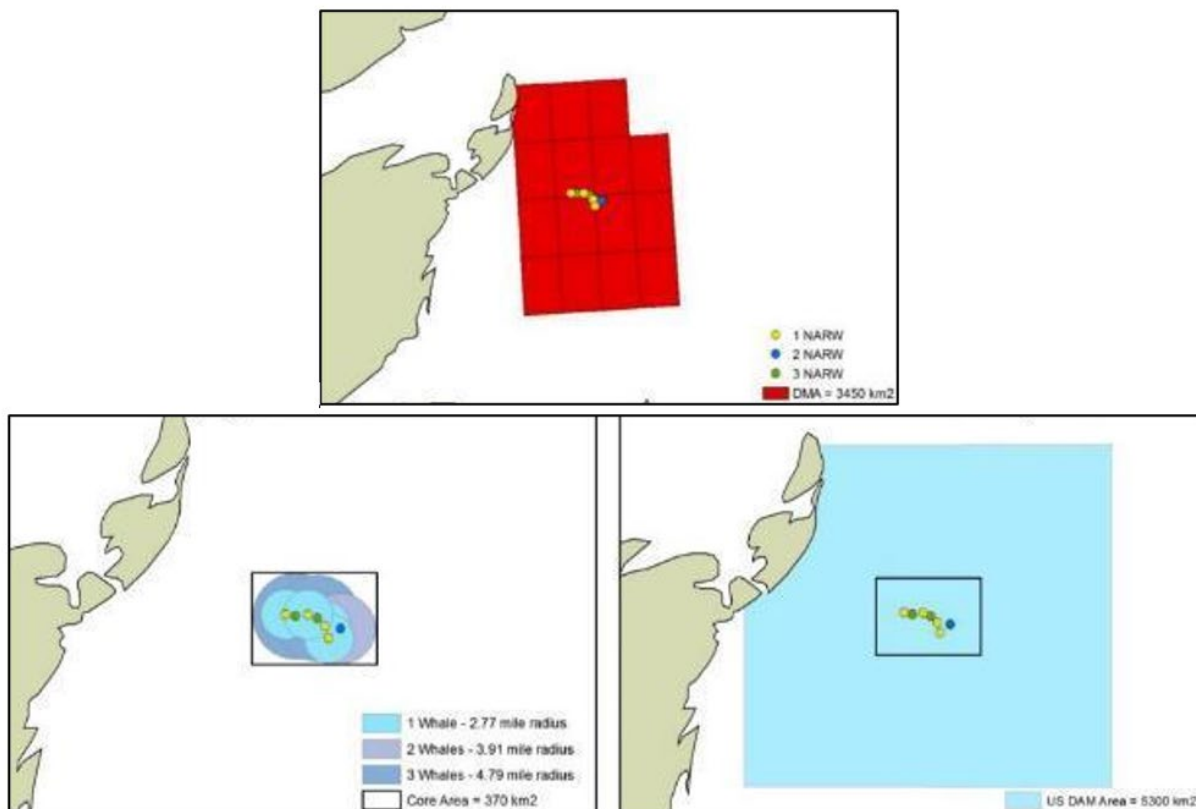 1 NARW
2 NARW
3 NARW
DMA = 3450 km2
1 Whale - 2.77 mile radius
2 Whales - 3.91 mile radius
3 Whales - 4.79 mile radius
Core Area = 370 km2
US DAM Area = 5300 km2